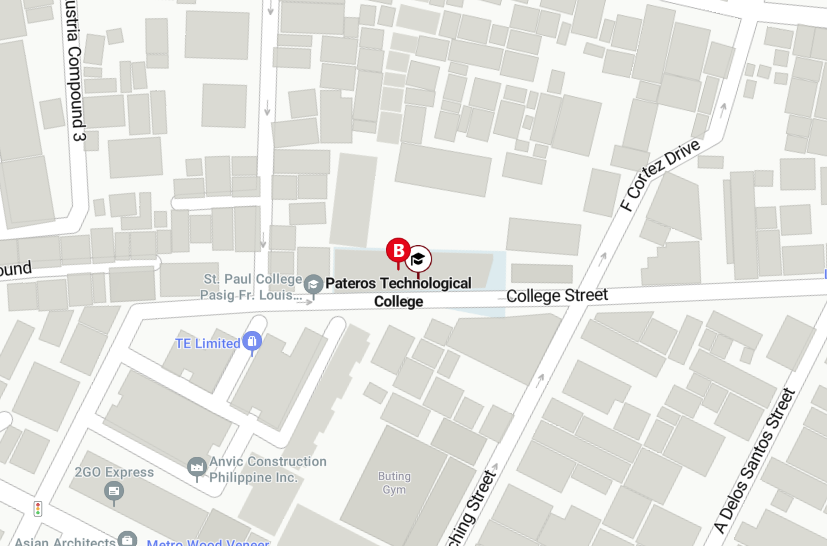 ustria Compound 3
F Cortez Drive
B
ound
St. Paul College
Pasig Fr. Louis...
Pateros Technological
College
College Street
TE Limited
A Delos Santos Street
Anvic Construction
Philippine Inc.
2GO Express
Buting
Gym
ching Street
Asian Architects
Metro Wood Veneer